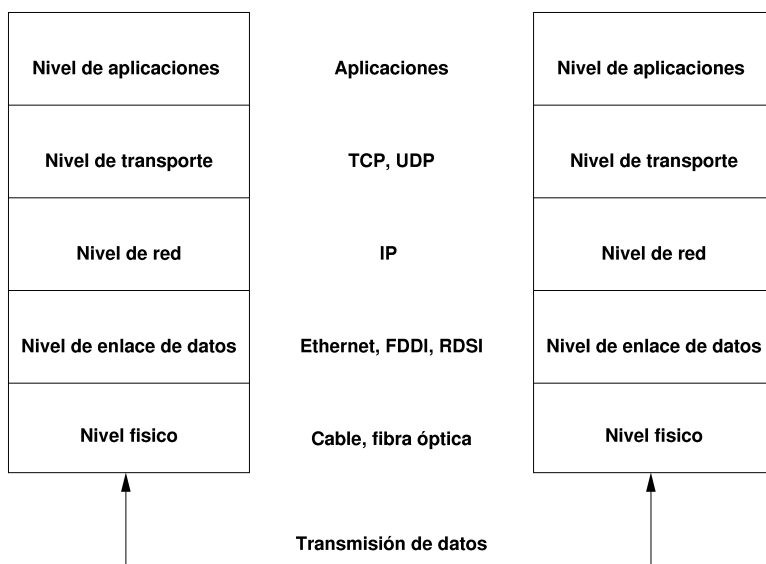 Nivel de aplicaciones
Aplicaciones
Nivel de aplicaciones
Nivel de transporte
TCP, UDP
Nivel de transporte
Nivel de red
IP
Nivel de red
Nivel de enlace de datos
Ethernet, FDDI, RDSI
Nivel de enlace de datos
Nivel fisico
Cable, fibra óptica
Nivel fisico
Transmisión de datos